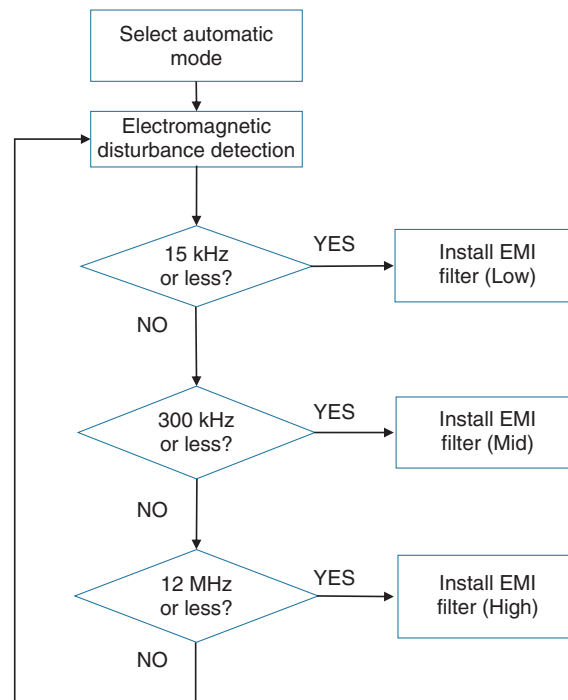 Select automatic
mode
Electromagnetic
disturbance detection
15 kHz
or less?
YES
Install EMI
filter (Low)
NO
300 kHz
or less?
YES
Install EMI
filter (Mid)
NO
12 MHz
or less?
YES
Install EMI
filter (High)
NO